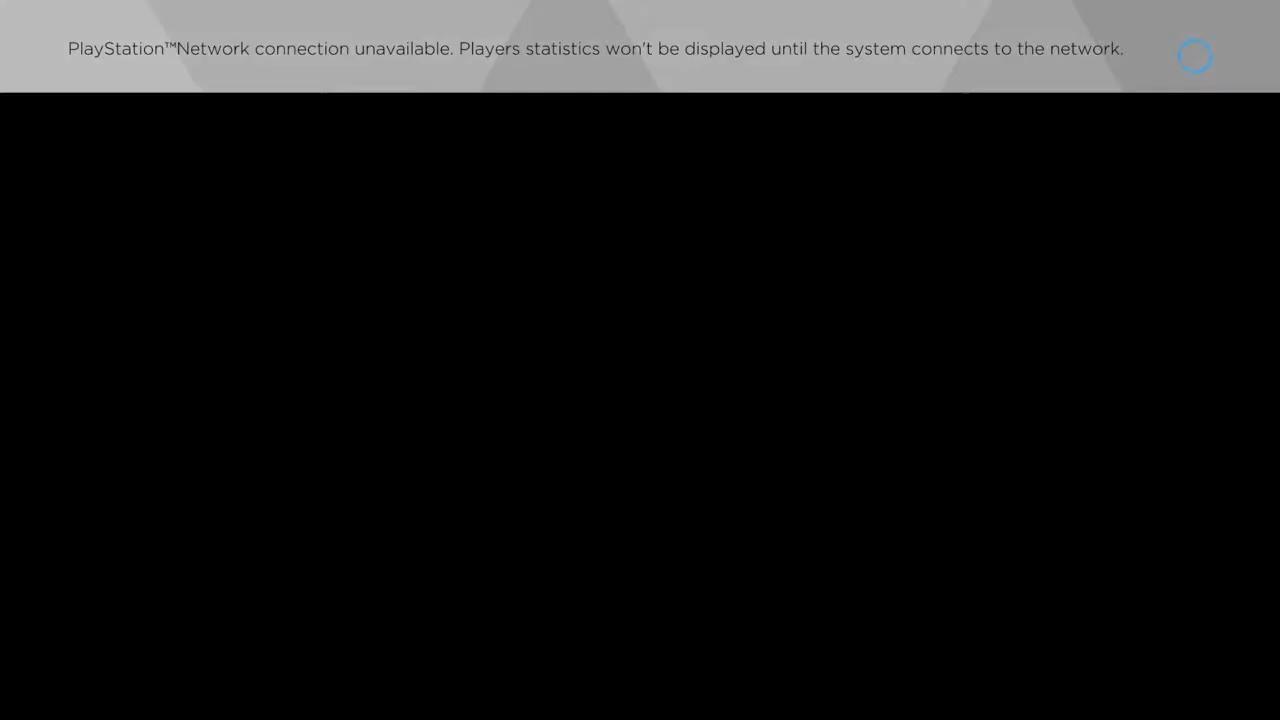 PlayStation™Network connection unavailable. Players statistics won't be displayed until the system connects to the network.